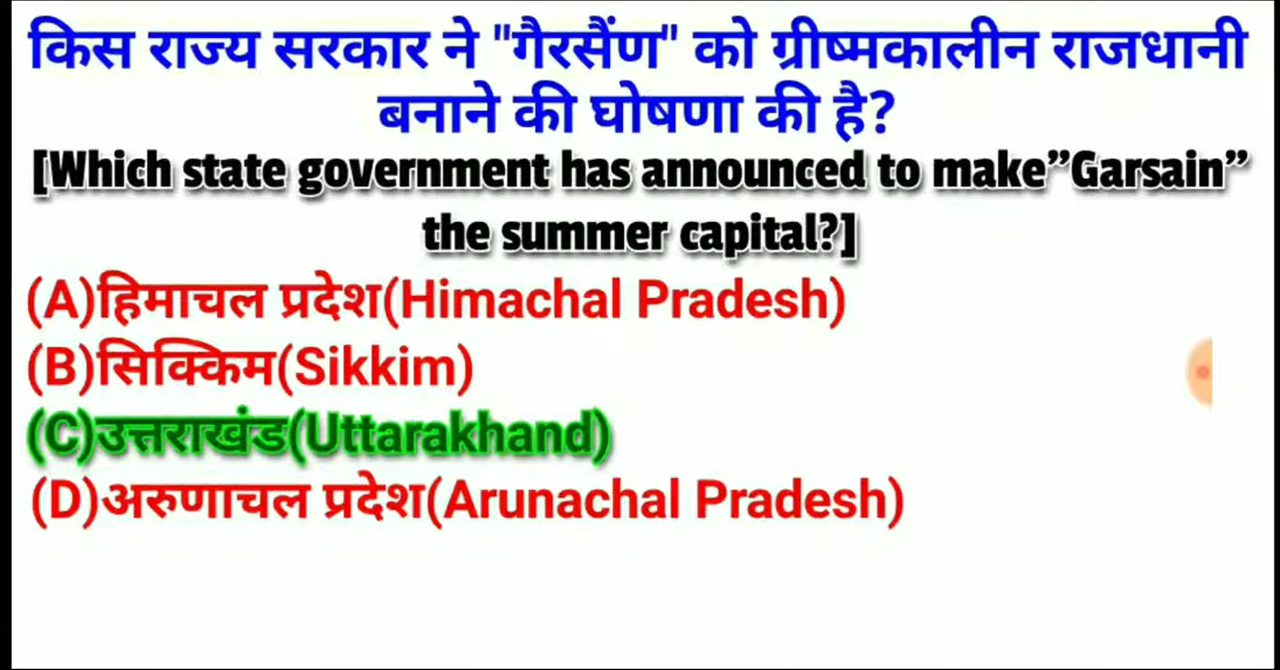 किस राज्य सरकार ने "गैरसैंण" को ग्रीष्मकालीन राजधानी
बनाने की घोषणा की है?
[Which state government has announced to make”Garsain”
the summer capital?]
(A)हिमाचल प्रदेश(Himachal Pradesh)
(B)सिक्किम(Sikkim)
(C)उत्तराखंड(Uttarakhand)
(D)अरुणाचल प्रदेश(Arunachal Pradesh)